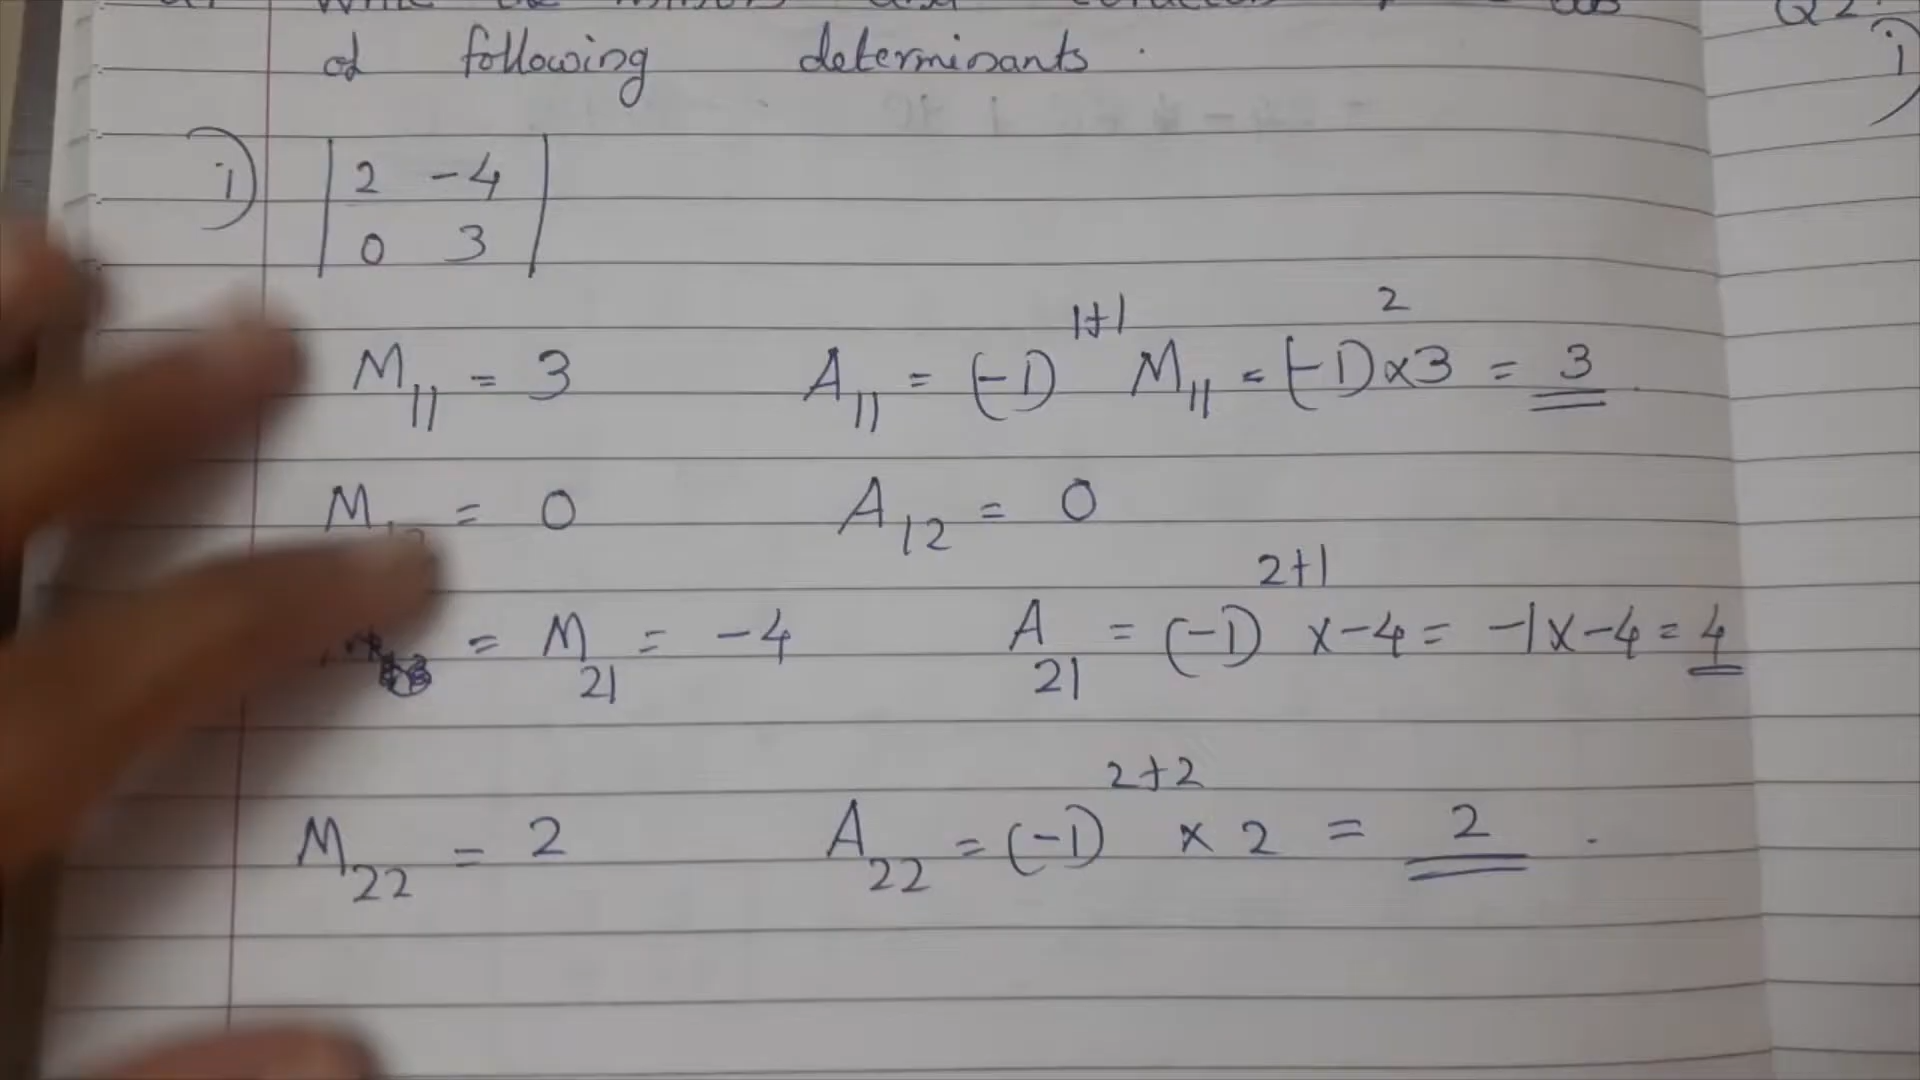 of following determinants.
i) | 2 -4 |
| 0 3 |
M₁₁ = 3 A₁₁ = (-1)¹⁺¹ M₁₁ = (-1)² x 3 = 3
M₁₂ = 0 A₁₂ = 0
= M₂₁ = -4 A₂₁ = (-1)²⁺¹ x -4 = -1 x -4 = 4
M₂₂ = 2 A₂₂ = (-1)²⁺² x 2 = 2 .
i)